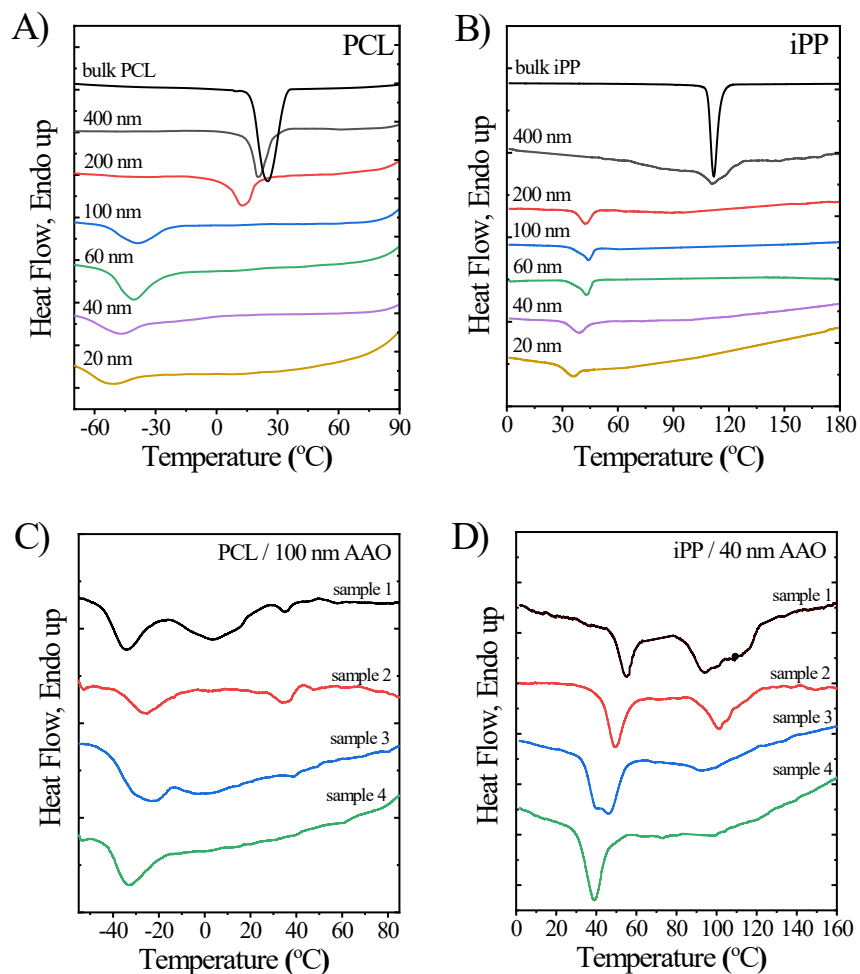 A)
PCL
bulk PCL
400 nm
200 nm
100 nm
60 nm
40 nm
20 nm
Heat Flow, Endo up
-60 -30 0 30 60 90
Temperature (ºC)
B)
iPP
bulk iPP
400 nm
200 nm
100 nm
60 nm
40 nm
20 nm
Heat Flow, Endo up
0 30 60 90 120 150 180
Temperature (ºC)
C)
PCL / 100 nm AAO
sample 1
sample 2
sample 3
sample 4
Heat Flow, Endo up
-40 -20 0 20 40 60 80
Temperature (ºC)
D)
iPP / 40 nm AAO
sample 1
sample 2
sample 3
sample 4
Heat Flow, Endo up
0 20 40 60 80 100 120 140 160
Temperature (ºC)